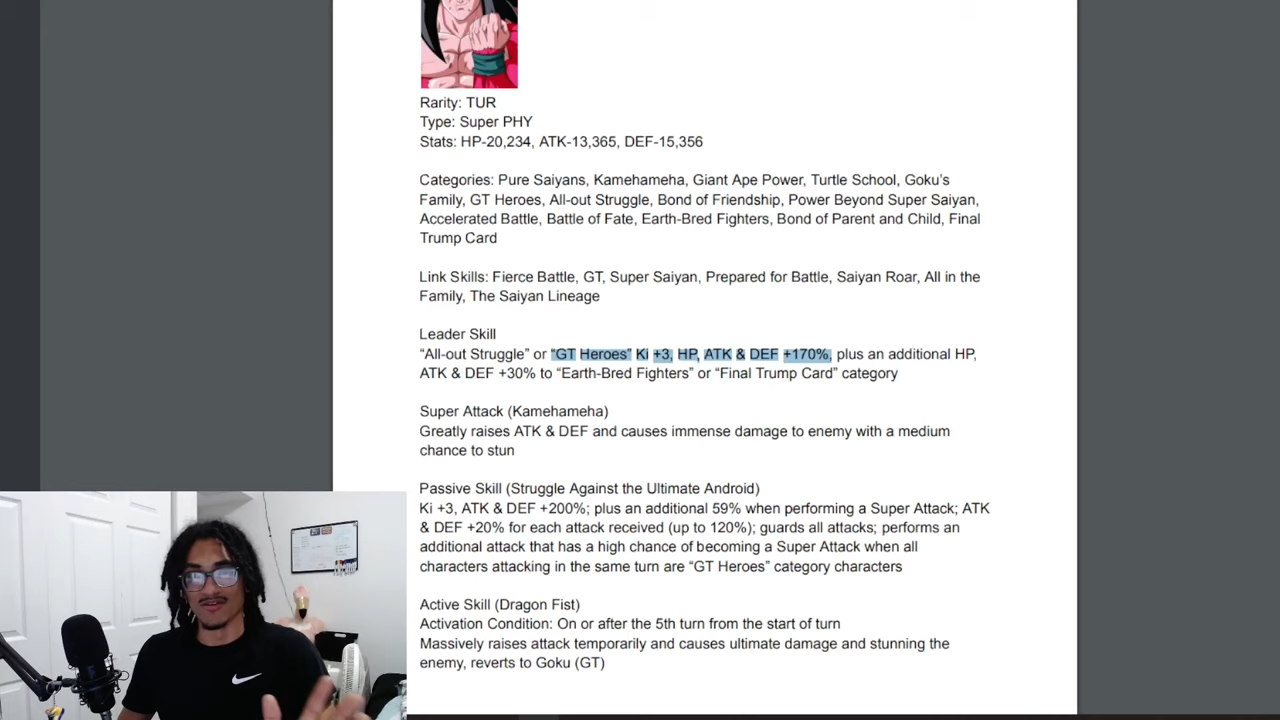 Rarity: TUR
Type: Super PHY
Stats: HP-20,234, ATK-13,365, DEF-15,356
Categories: Pure Saiyans, Kamehameha, Giant Ape Power, Turtle School, Goku's
Family, GT Heroes, All-out Struggle, Bond of Friendship, Power Beyond Super Saiyan,
Accelerated Battle, Battle of Fate, Earth-Bred Fighters, Bond of Parent and Child, Final
Trump Card
Link Skills: Fierce Battle, GT, Super Saiyan, Prepared for Battle, Saiyan Roar, All in the
Family, The Saiyan Lineage
Leader Skill
“All-out Struggle” or “GT Heroes” Ki +3, HP, ATK & DEF +170%, plus an additional HP,
ATK & DEF +30% to “Earth-Bred Fighters” or “Final Trump Card” category
Super Attack (Kamehameha)
Greatly raises ATK & DEF and causes immense damage to enemy with a medium
chance to stun
Passive Skill (Struggle Against the Ultimate Android)
Ki +3, ATK & DEF +200%; plus an additional 59% when performing a Super Attack; ATK
& DEF +20% for each attack received (up to 120%); guards all attacks; performs an
additional attack that has a high chance of becoming a Super Attack when all
characters attacking in the same turn are “GT Heroes” category characters
Active Skill (Dragon Fist)
Activation Condition: On or after the 5th turn from the start of turn
Massively raises attack temporarily and causes ultimate damage and stunning the
enemy, reverts to Goku (GT)